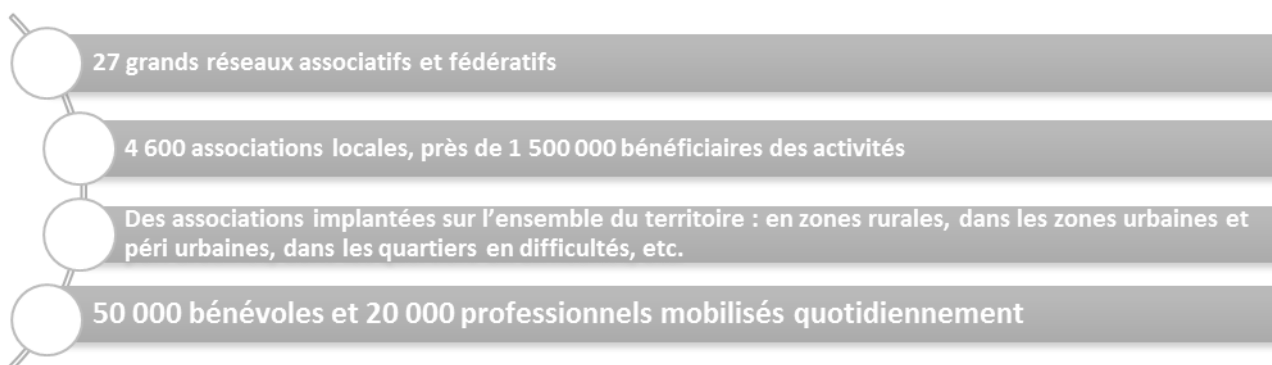 27 grands réseaux associatifs et fédératifs
4 600 associations locales, près de 1 500 000 bénéficiaires des activités
Des associations implantées sur l’ensemble du territoire : en zones rurales, dans les zones urbaines et
péri urbaines, dans les quartiers en difficultés, etc.
50 000 bénévoles et 20 000 professionnels mobilisés quotidiennement